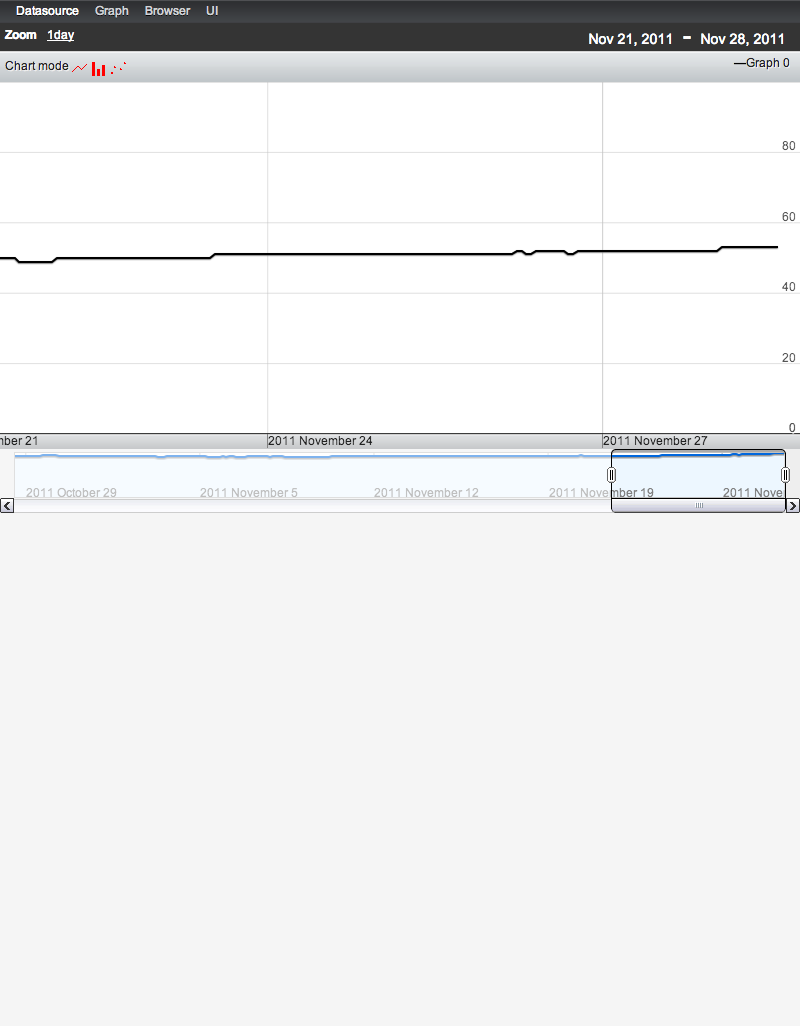 Datasource Graph Browser UI
Zoom 1day
Nov 21, 2011 – Nov 28, 2011
Chart mode
Graph 0
80
60
40
20
0
nber 21 2011 November 24 2011 November 27
2011 October 29 2011 November 5 2011 November 12 2011 November 19 2011 Nove